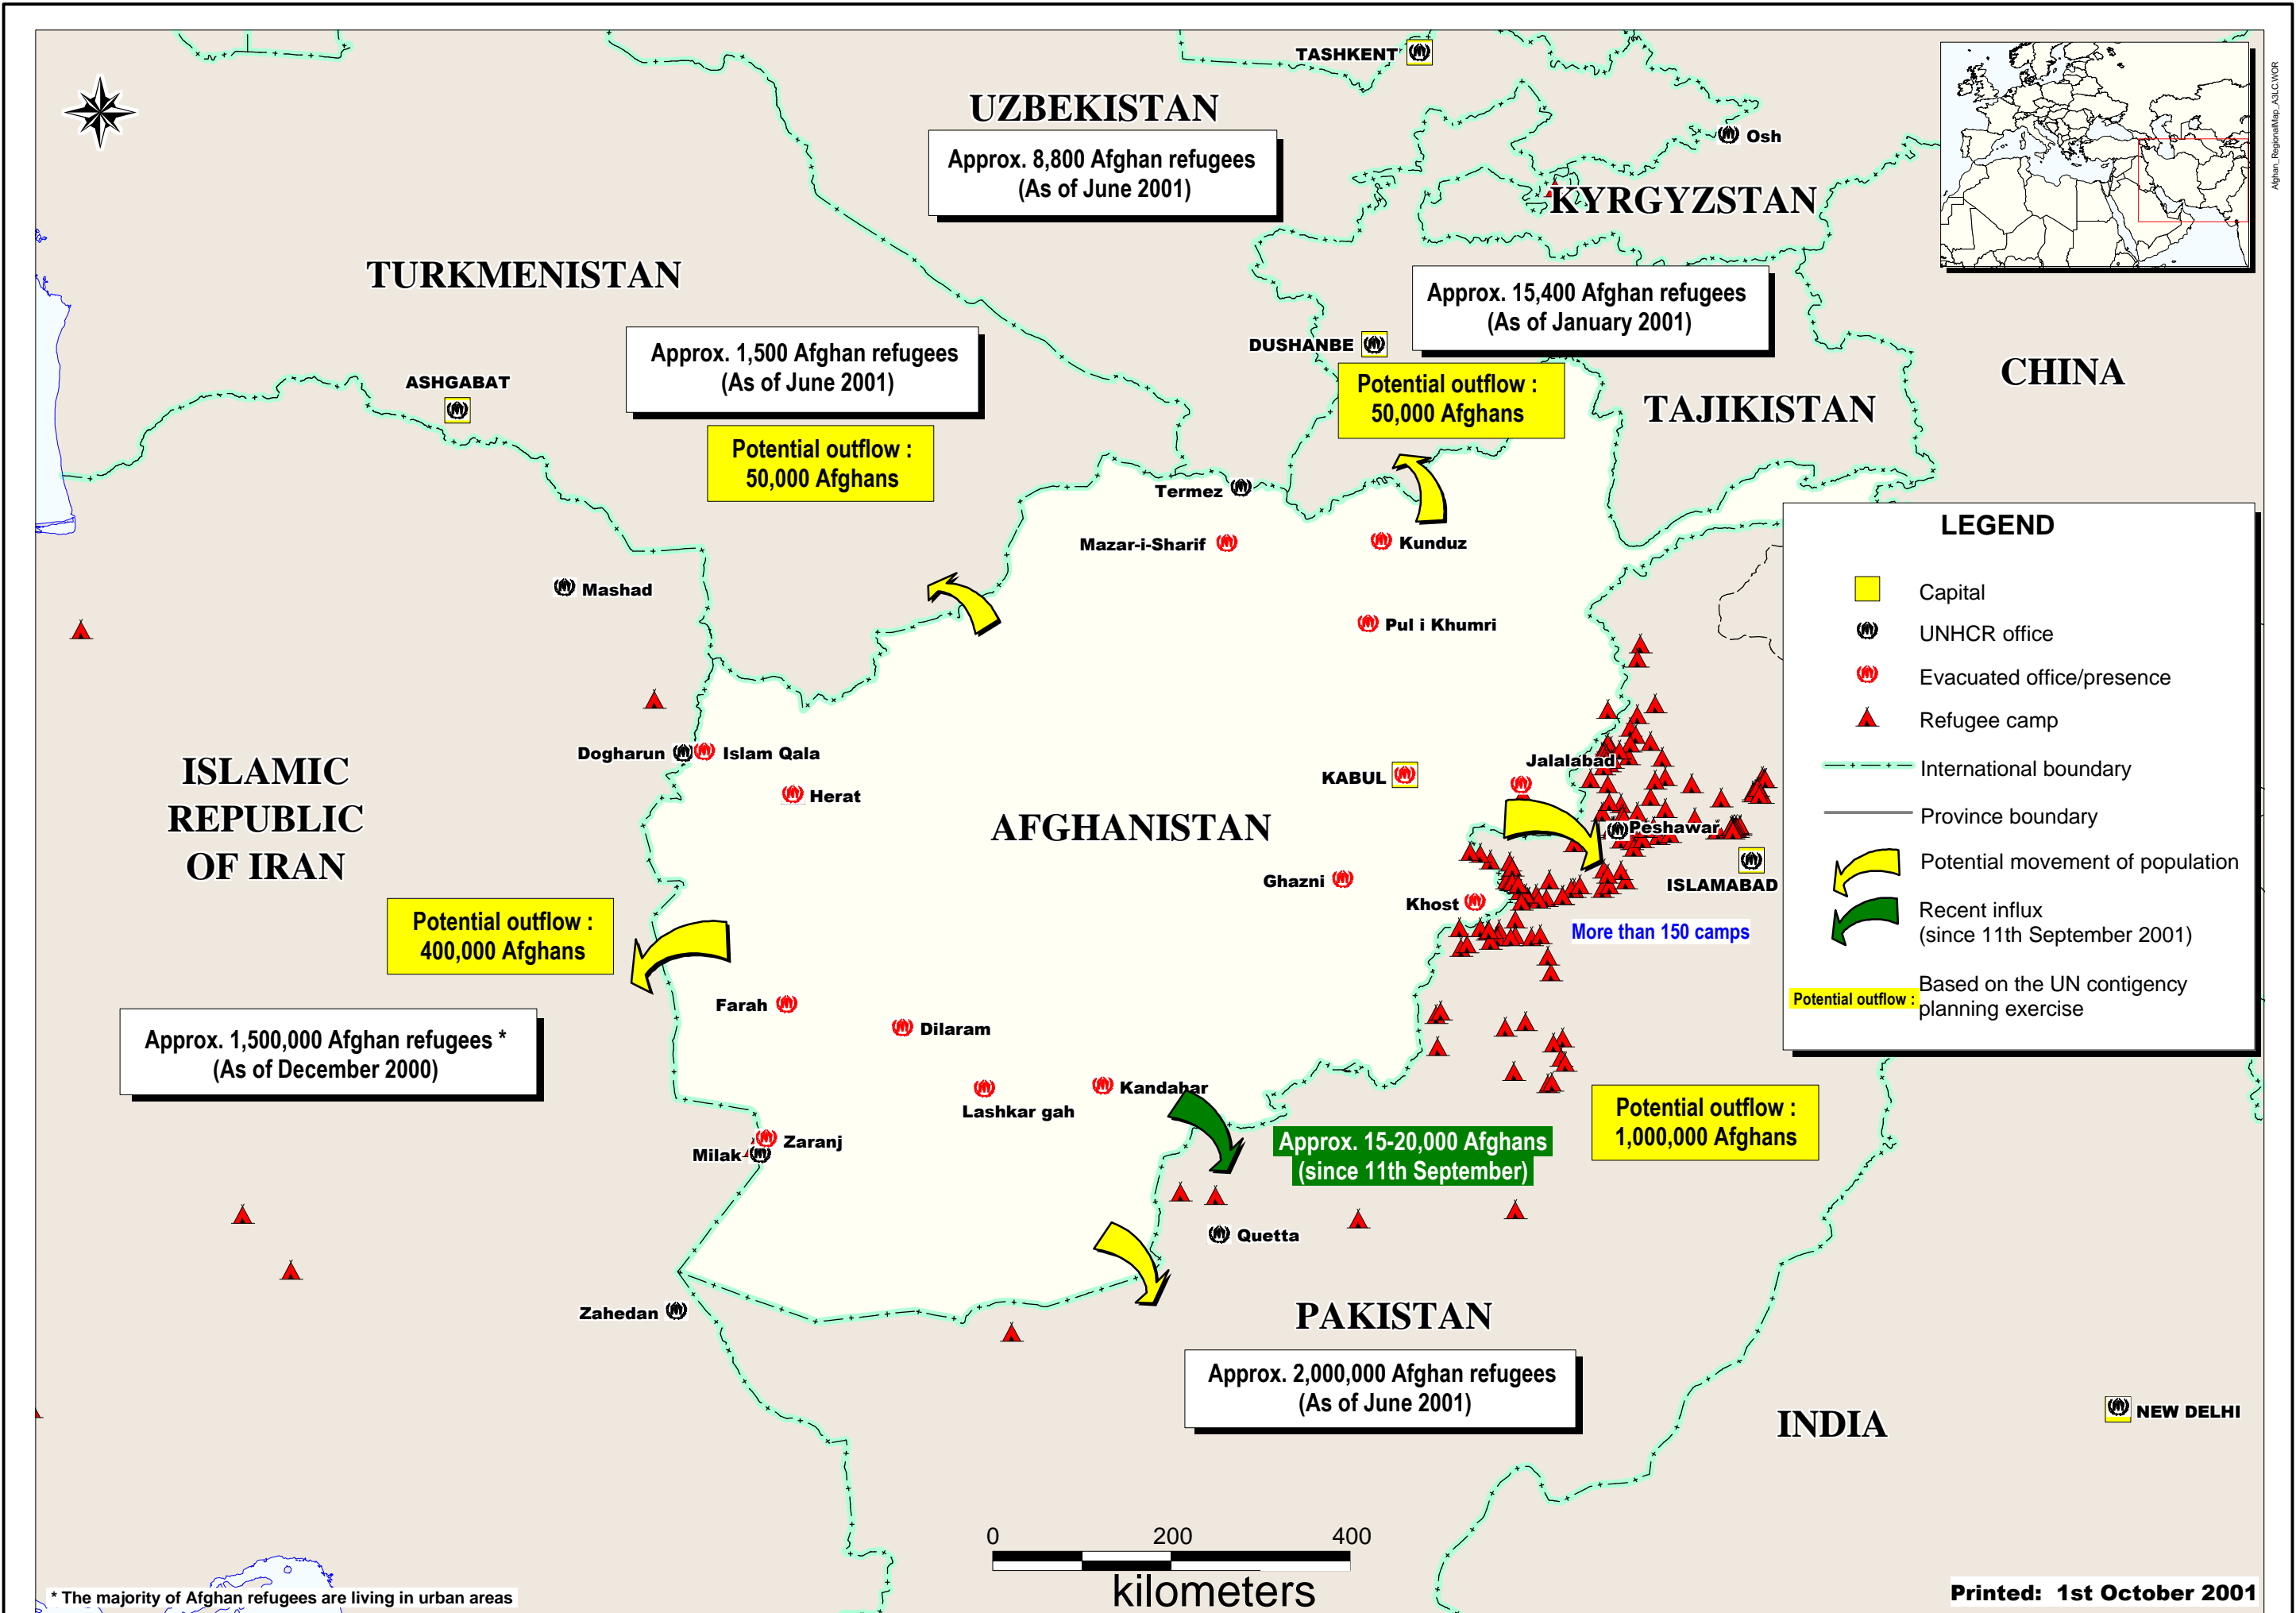 TASHKENT
UZBEKISTAN
Approx. 8,800 Afghan refugees
(As of June 2001)
Osh
KYRGYZSTAN
Afghan_RegionalMap_A3LC.WOR
TURKMENISTAN
Approx. 15,400 Afghan refugees
(As of January 2001)
DUSHANBE
Approx. 1,500 Afghan refugees
(As of June 2001)
ASHGABAT
Potential outflow :
50,000 Afghans
CHINA
TAJIKISTAN
Potential outflow :
50,000 Afghans
Termez
Mazar-i-Sharif
Kunduz
Mashad
Pul i Khumri
LEGEND
Capital
UNHCR office
Evacuated office/presence
Refugee camp
International boundary
Province boundary
Potential movement of population
Recent influx
(since 11th September 2001)
Potential outflow :
Based on the UN contigency
planning exercise
Dogharun
Islam Qala
Herat
ISLAMIC
REPUBLIC
OF IRAN
KABUL
Jalalabad
AFGHANISTAN
Peshawar
ISLAMABAD
Ghazni
Khost
More than 150 camps
Potential outflow :
400,000 Afghans
Farah
Dilaram
Approx. 1,500,000 Afghan refugees *
(As of December 2000)
Lashkar gah
Kandahar
Potential outflow :
1,000,000 Afghans
Zaranj
Milak
Approx. 15-20,000 Afghans
(since 11th September)
Quetta
Zahedan
PAKISTAN
Approx. 2,000,000 Afghan refugees
(As of June 2001)
INDIA
NEW DELHI
0 200 400
kilometers
* The majority of Afghan refugees are living in urban areas
Printed: 1st October 2001